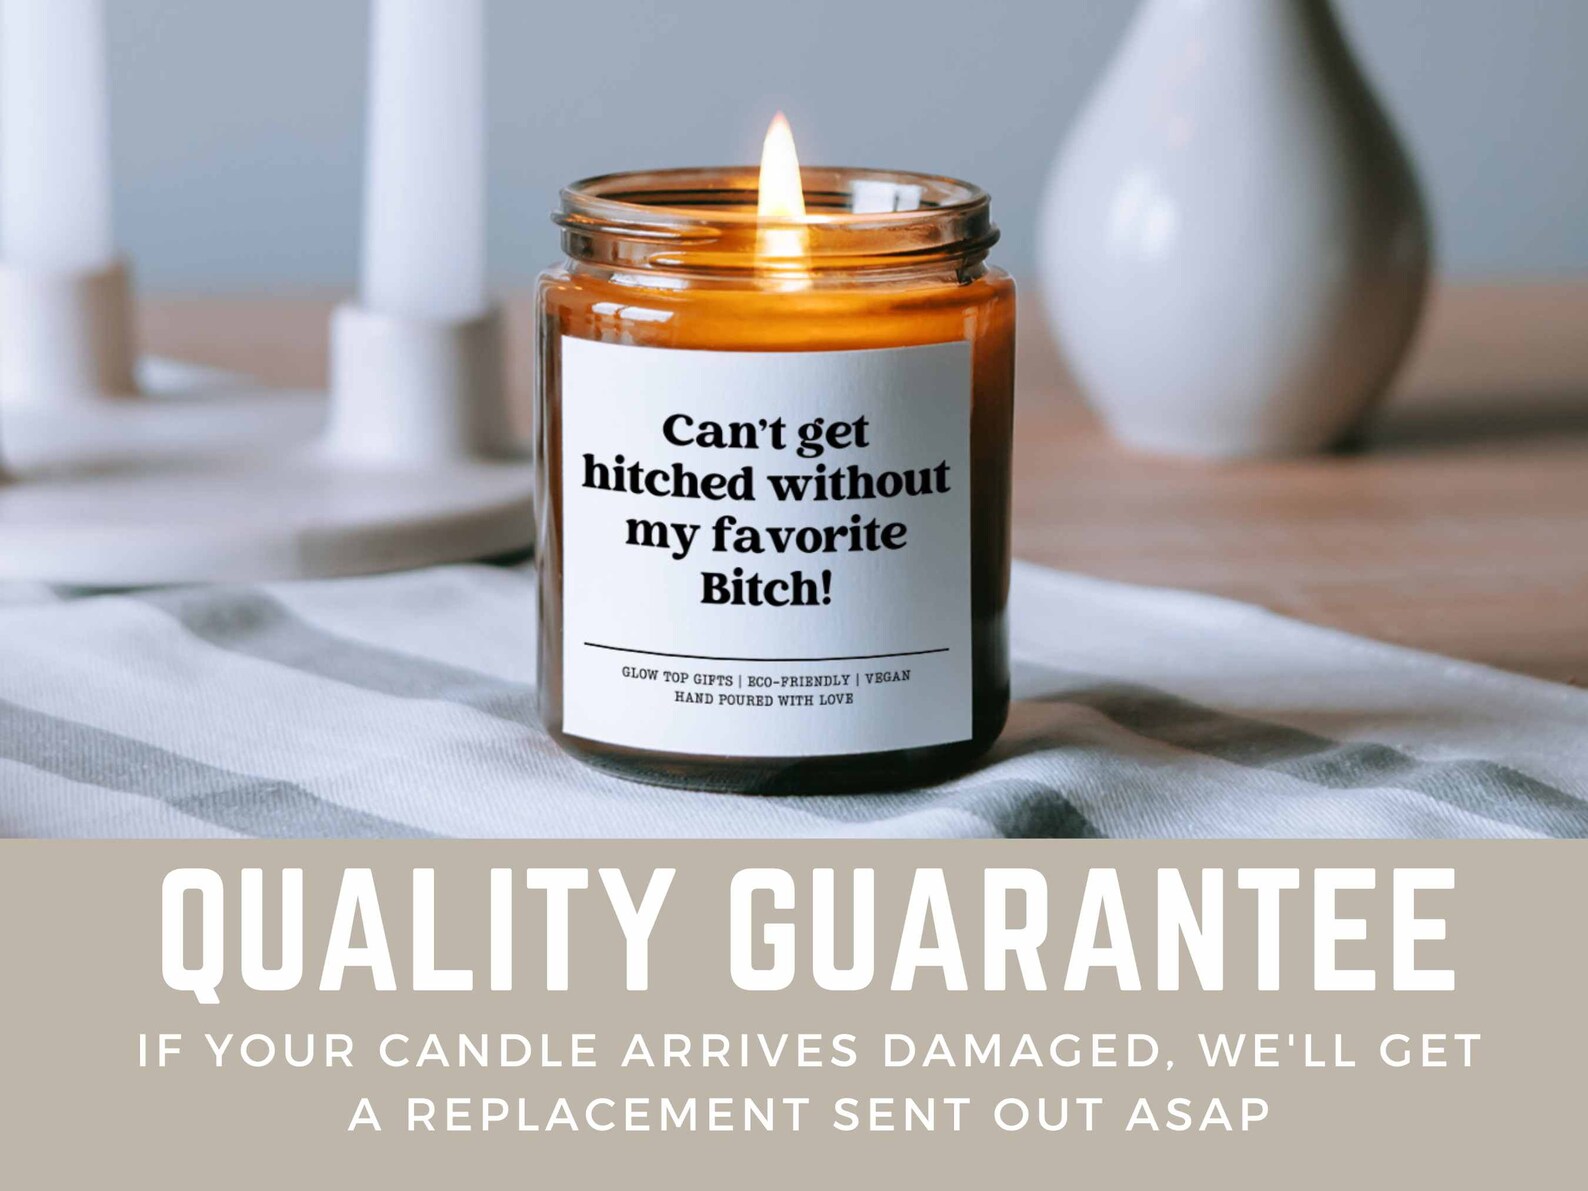 Can't get
hitched without
my favorite
Bitch!
GLOW TOP GIFTS | ECO-FRIENDLY | VEGAN
HAND POURED WITH LOVE
QUALITY GUARANTEE
IF YOUR CANDLE ARRIVES DAMAGED, WE'LL GET
A REPLACEMENT SENT OUT ASAP